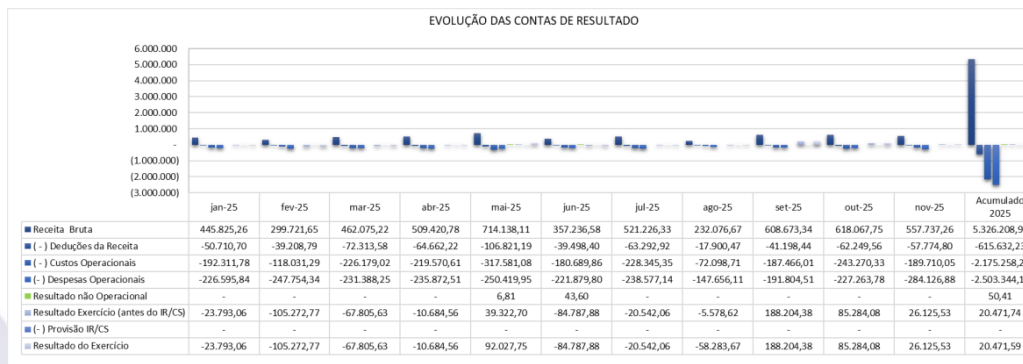 EVOLUÇÃO DAS CONTAS DE RESULTADO
6.000.000
5.000.000
4.000.000
3.000.000
2.000.000
1.000.000
-
(1.000.000)
(2.000.000)
(3.000.000)
jan-25 fev-25 mar-25 abr-25 mai-25 jun-25 jul-25 ago-25 set-25 out-25 nov-25 Acumulado 2025
Receita Bruta 445.825,26 299.721,65 462.075,22 509.420,78 714.138,11 357.236,58 521.226,33 232.076,67 608.673,34 618.067,75 557.737,26 5.326.208,9
( - ) Deduções da Receita -50.710,70 -39.208,79 -72.313,58 -64.662,22 -106.821,19 -39.498,40 -63.292,92 -17.900,47 -41.198,44 -62.249,56 -57.774,80 -615.632,23
( - ) Custos Operacionais -192.311,78 -118.031,29 -226.179,02 -219.570,61 -317.581,08 -180.689,86 -228.345,35 -72.098,71 -187.466,01 -243.270,33 -189.710,05 -2.175.258,2
( - ) Despesas Operacionais -226.595,84 -247.754,34 -231.388,25 -235.872,51 -250.419,95 -221.879,80 -238.577,14 -147.656,11 -191.804,51 -227.263,78 -284.126,88 -2.503.344,1
Resultado não Operacional - - - - 6,81 43,60 - - - - - 50,41
Resultado Exercício (antes do IR/CS) -23.793,06 -105.272,77 -67.805,63 -10.684,56 39.322,70 -84.787,88 -20.542,06 -5.578,62 188.204,38 85.284,08 26.125,53 20.471,74
(-) Provisão IR/CS - - - - - - - - - - - -
Resultado do Exercício -23.793,06 -105.272,77 -67.805,63 -10.684,56 92.027,75 -84.787,88 -20.542,06 -58.283,67 188.204,38 85.284,08 26.125,53 20.471,59